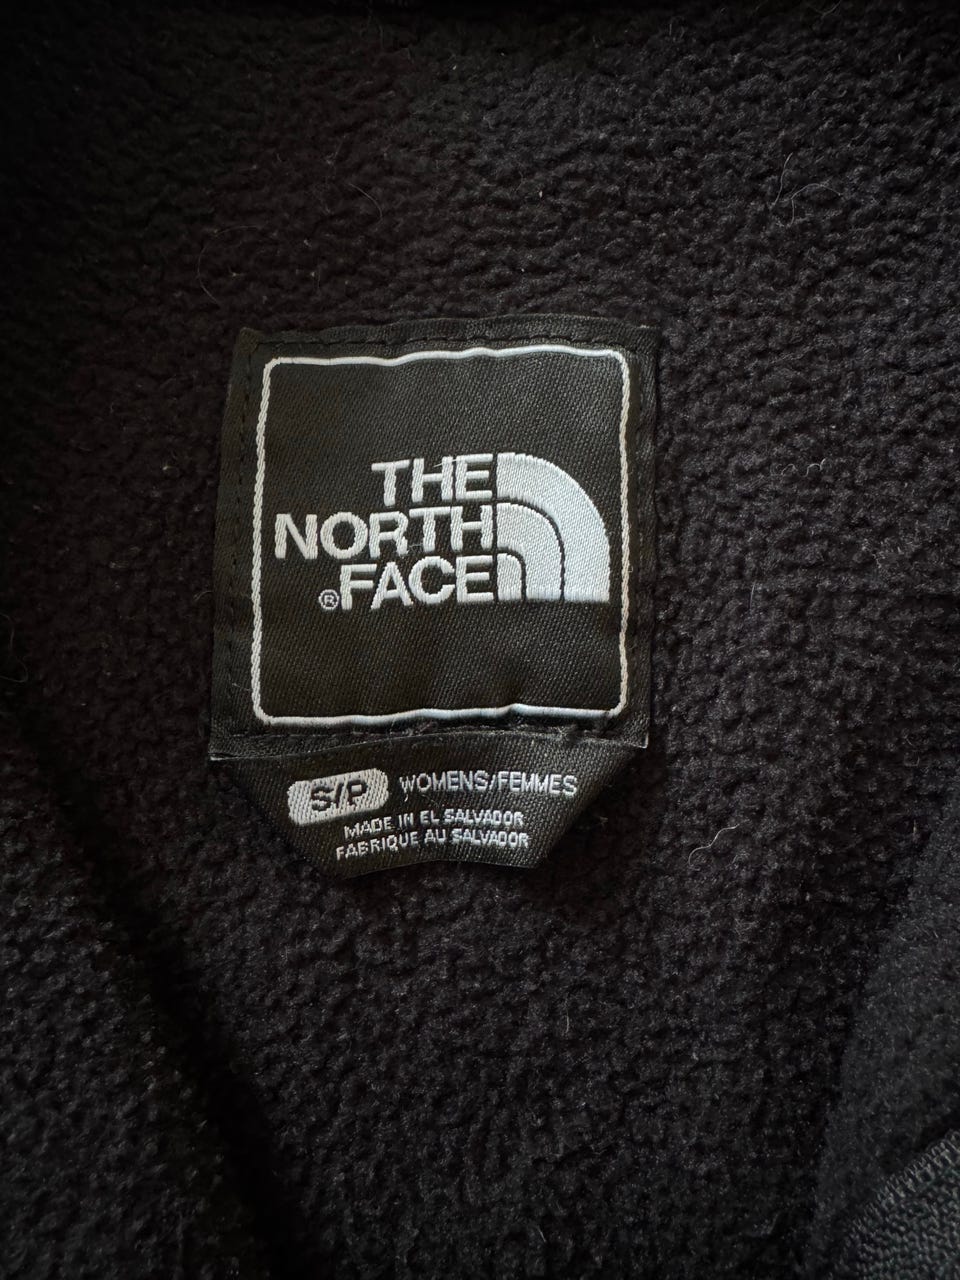 THE
NORTH
®FACE
S/P WOMENS/FEMMES
MADE IN EL SALVADOR
FABRIQUE AU SALVADOR